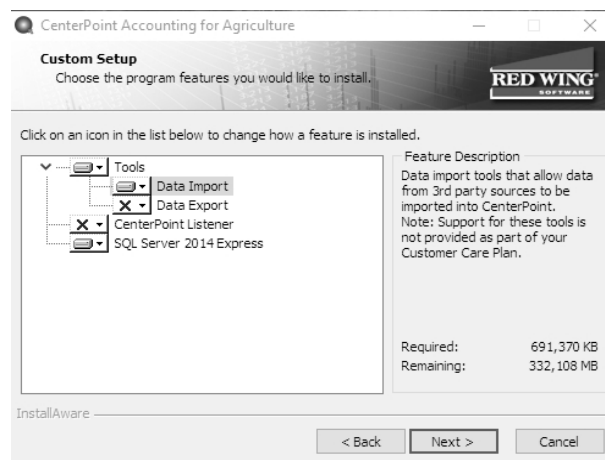 CenterPoint Accounting for Agriculture
Custom Setup
Choose the program features you would like to install.
RED WING
SOFTWARE
Click on an icon in the list below to change how a feature is installed.
Tools
Data Import
Data Export
CenterPoint Listener
SQL Server 2014 Express
Feature Description
Data import tools that allow data
from 3rd party sources to be
imported into CenterPoint.
Note: Support for these tools is
not provided as part of your
Customer Care Plan.
Required: 691,370 KB
Remaining: 332,108 MB
InstallAware
< Back Next > Cancel